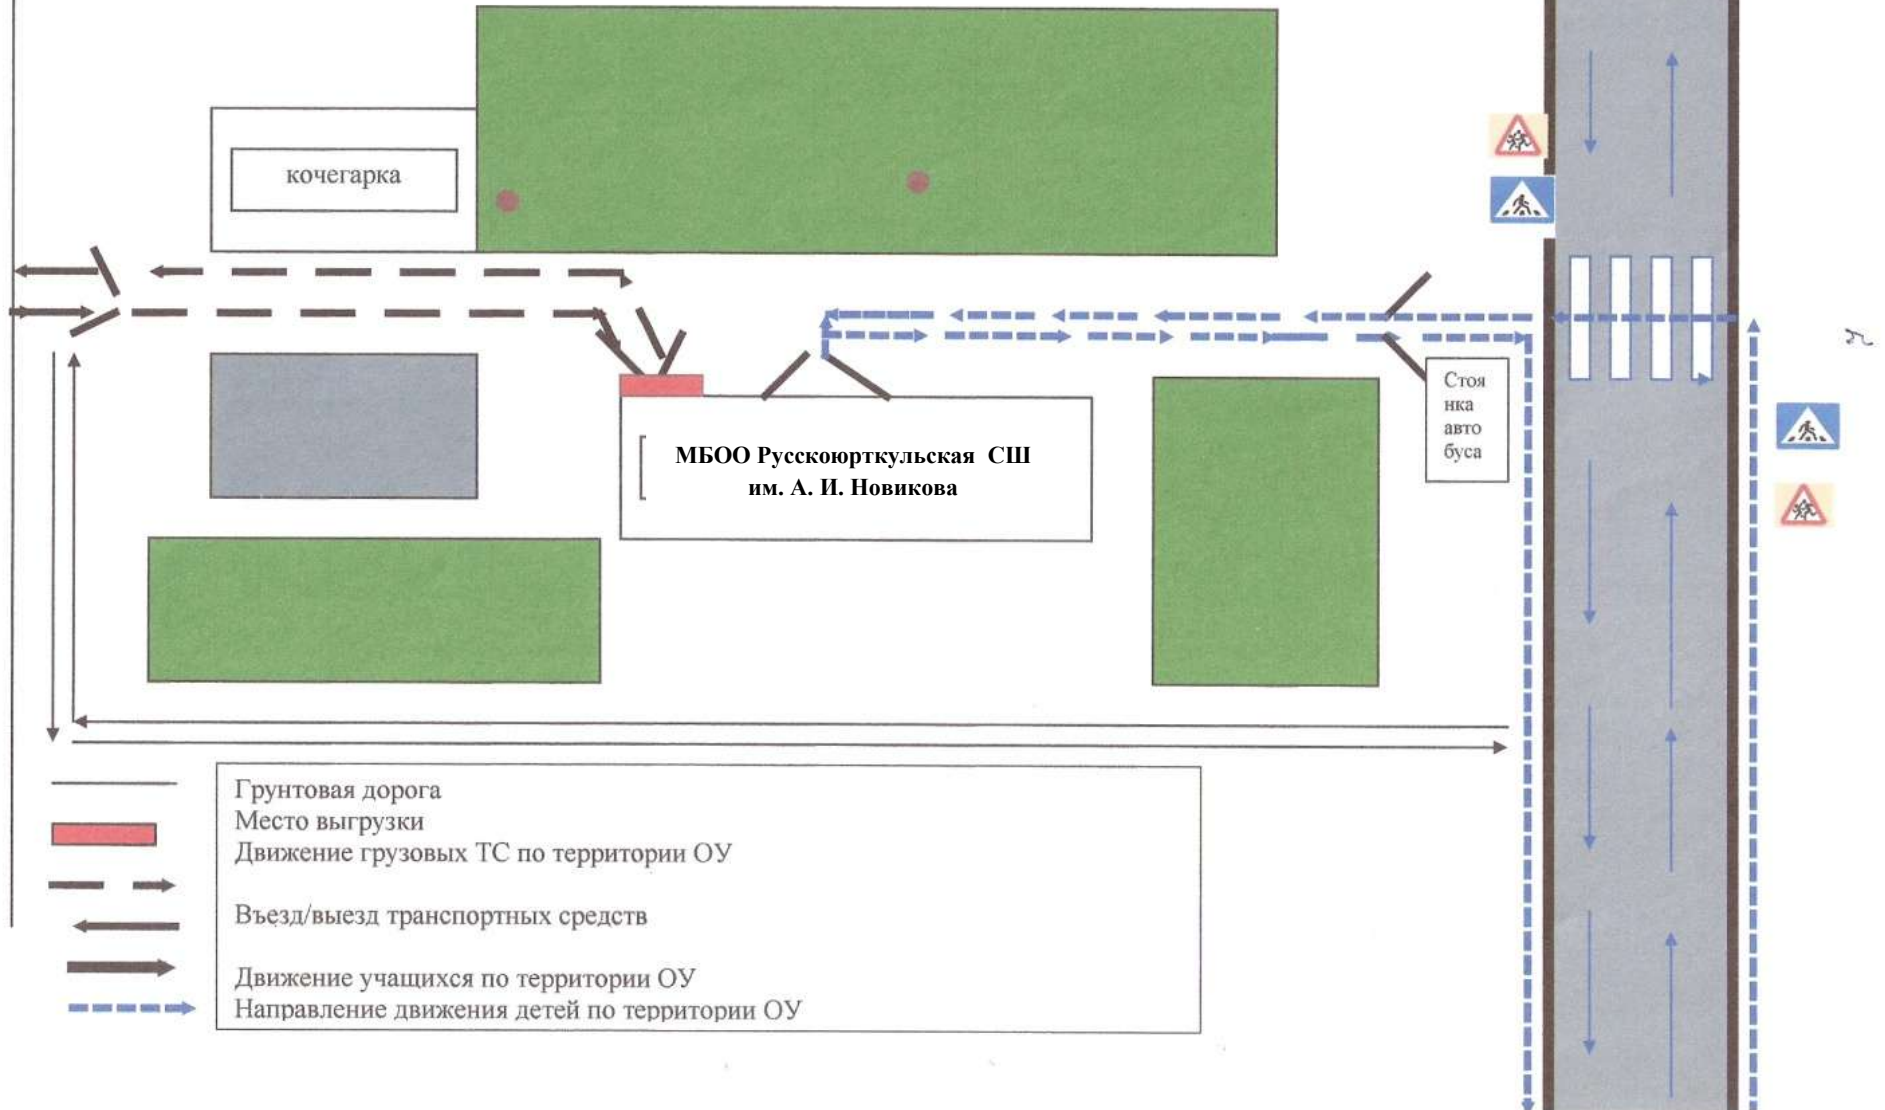 кочегарка
Стоя
нка
авто
буса
МБОО Русскоюрткульская СШ
им. А. И. Новикова
Грунтовая дорога
Место выгрузки
Движение грузовых ТС по территории ОУ
Въезд/выезд транспортных средств
Движение учащихся по территории ОУ
Направление движения детей по территории ОУ